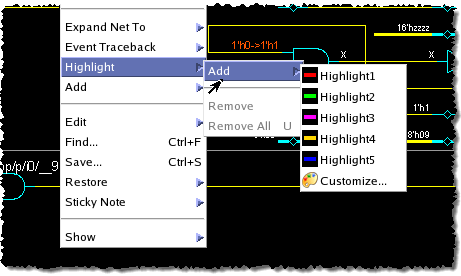 16'hzzzz
Expand Net To
Event Traceback
1'h0->1'h1
X
X
Highlight
Add
Highlight1
Add
Highlight2
Remove
Highlight3
1'h1
Edit
Remove All U
Highlight4
Find... Ctrl+F
8'h09
Save... Ctrl+S
Highlight5
p/p/i0/__9
Restore
Customize...
Sticky Note
Show